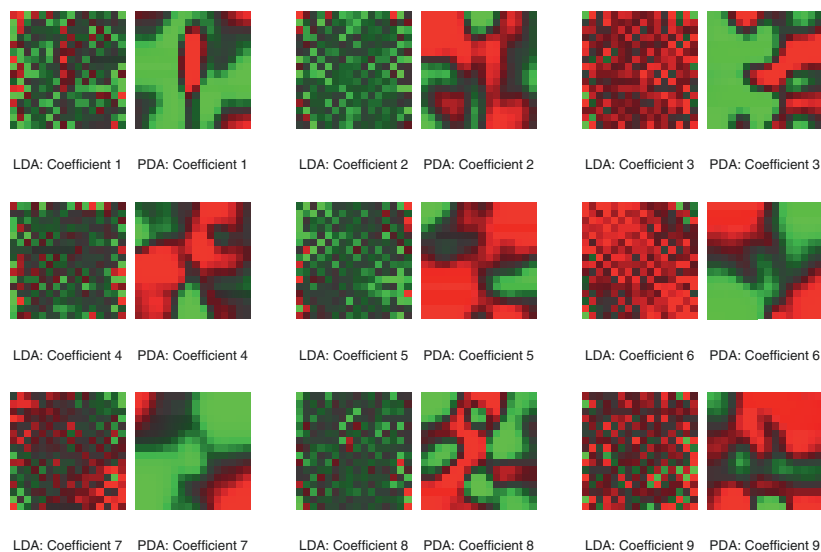 LDA: Coefficient 1 PDA: Coefficient 1 LDA: Coefficient 2 PDA: Coefficient 2 LDA: Coefficient 3 PDA: Coefficient 3
LDA: Coefficient 4 PDA: Coefficient 4 LDA: Coefficient 5 PDA: Coefficient 5 LDA: Coefficient 6 PDA: Coefficient 6
LDA: Coefficient 7 PDA: Coefficient 7 LDA: Coefficient 8 PDA: Coefficient 8 LDA: Coefficient 9 PDA: Coefficient 9